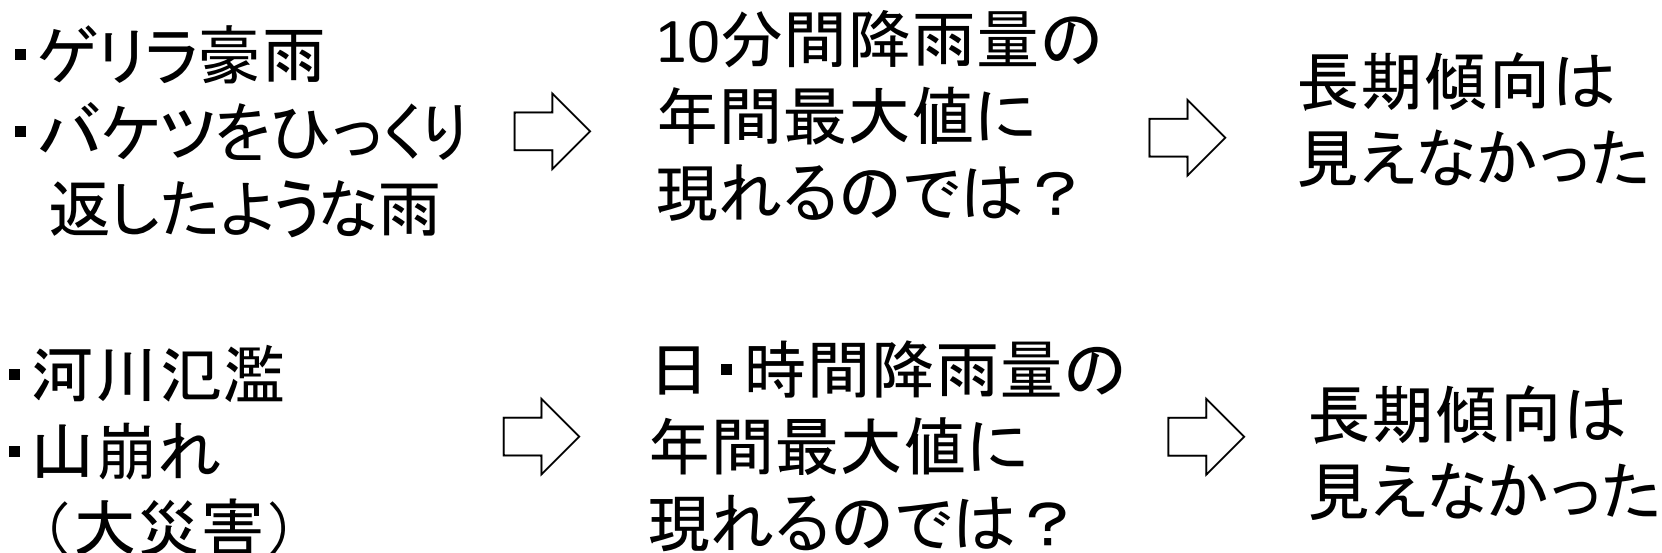 ・ゲリラ豪雨
・バケツをひっくり
返したような雨
10分間降雨量の
年間最大値に
現れるのでは？
長期傾向は
見えなかった
・河川氾濫
・山崩れ
（大災害）
日・時間降雨量の
年間最大値に
現れるのでは？
長期傾向は
見えなかった